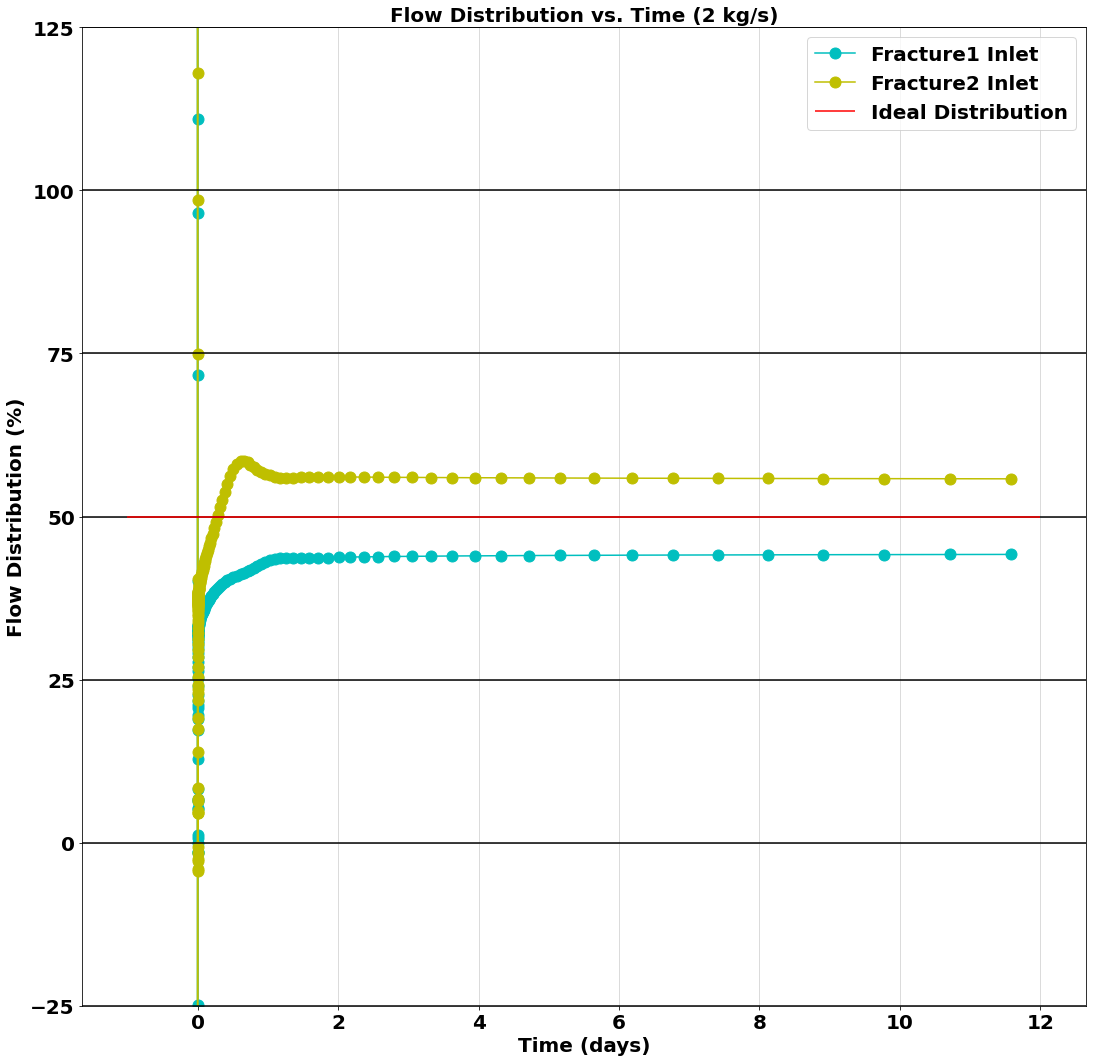 Flow Distribution vs. Time (2 kg/s)
Fracture1 Inlet
Fracture2 Inlet
Ideal Distribution
Flow Distribution (%)
125
100
75
50
25
0
−25
0 2 4 6 8 10 12
Time (days)